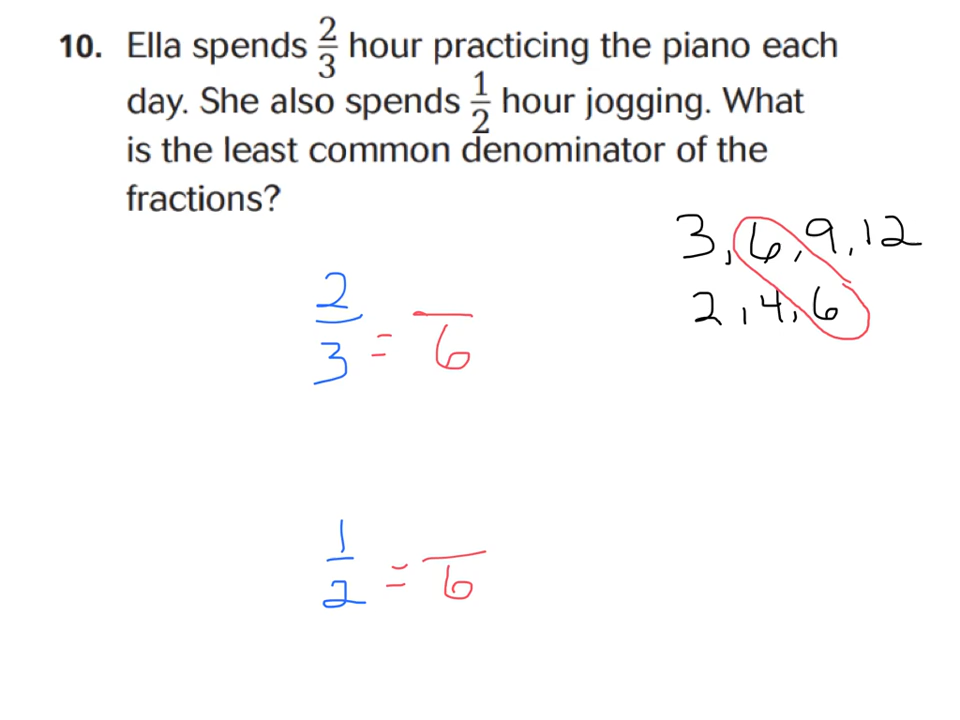 10. Ella spends 2/3 hour practicing the piano each
day. She also spends 1/2 hour jogging. What
is the least common denominator of the
fractions?
3, 6, 9, 12
2, 4, 6
2/3 = /6
1/2 = /6